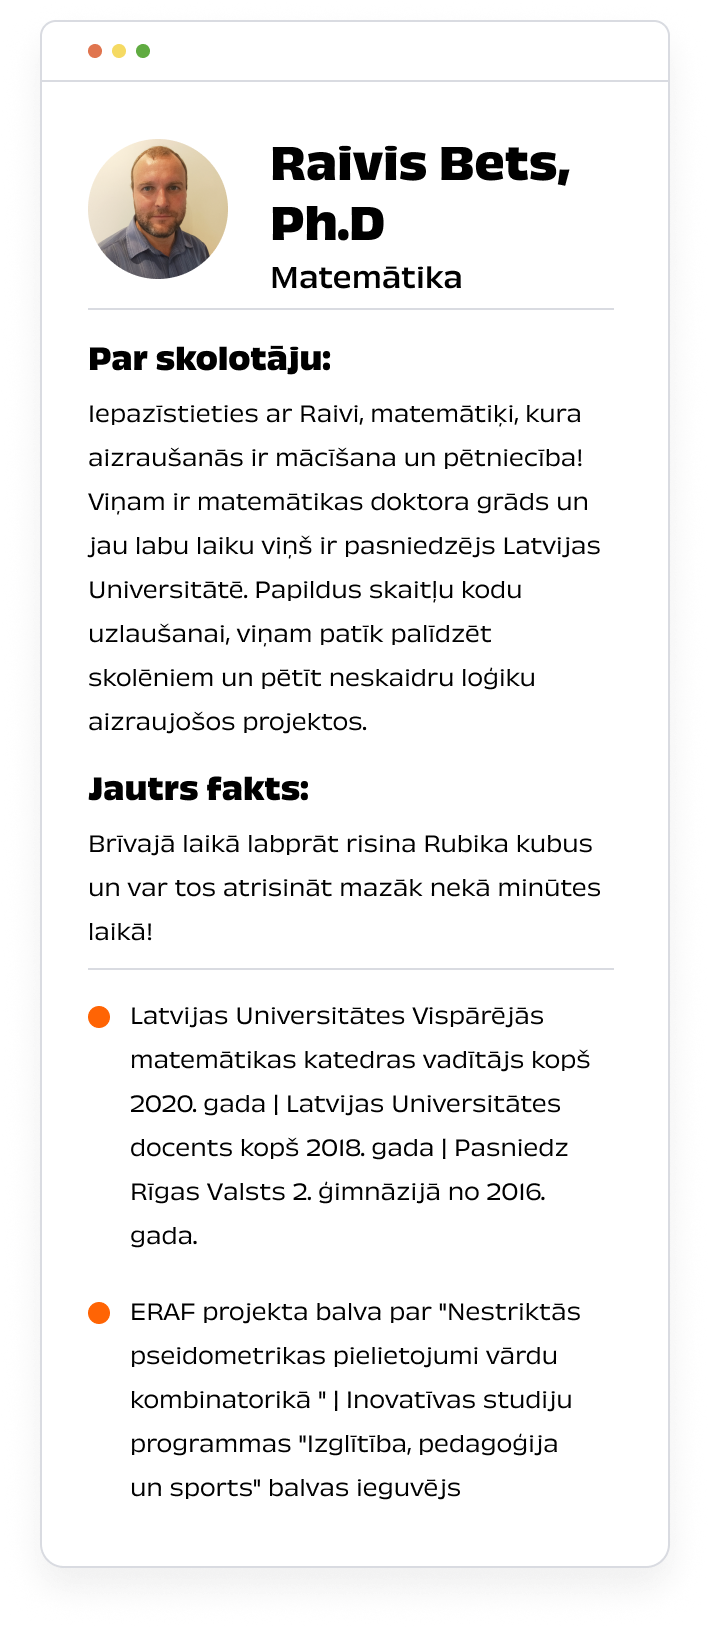 Raivis Bets,
Ph.D
Matemātika
Par skolotāju:
Iepazīstieties ar Raivi, matemātiķi, kura
aizraušanās ir mācīšana un pētniecība!
Viņam ir matemātikas doktora grāds un
jau labu laiku viņš ir pasniedzējs Latvijas
Universitātē. Papildus skaitļu kodu
uzlaušanai, viņam patīk palīdzēt
skolēniem un pētīt neskaidru loģiku
aizraujošos projektos.
Jautrs fakts:
Brīvajā laikā labprāt risina Rubika kubus
un var tos atrisināt mazāk nekā minūtes
laikā!
Latvijas Universitātes Vispārējās
matemātikas katedras vadītājs kopš
2020. gada | Latvijas Universitātes
docents kopš 2018. gada | Pasniedz
Rīgas Valsts 2. ģimnāzijā no 2016.
gada.
ERAF projekta balva par "Nestriktās
pseidometrikas pielietojumi vārdu
kombinatorikā " | Inovatīvas studiju
programmas "Izglītība, pedagoģija
un sports" balvas ieguvējs